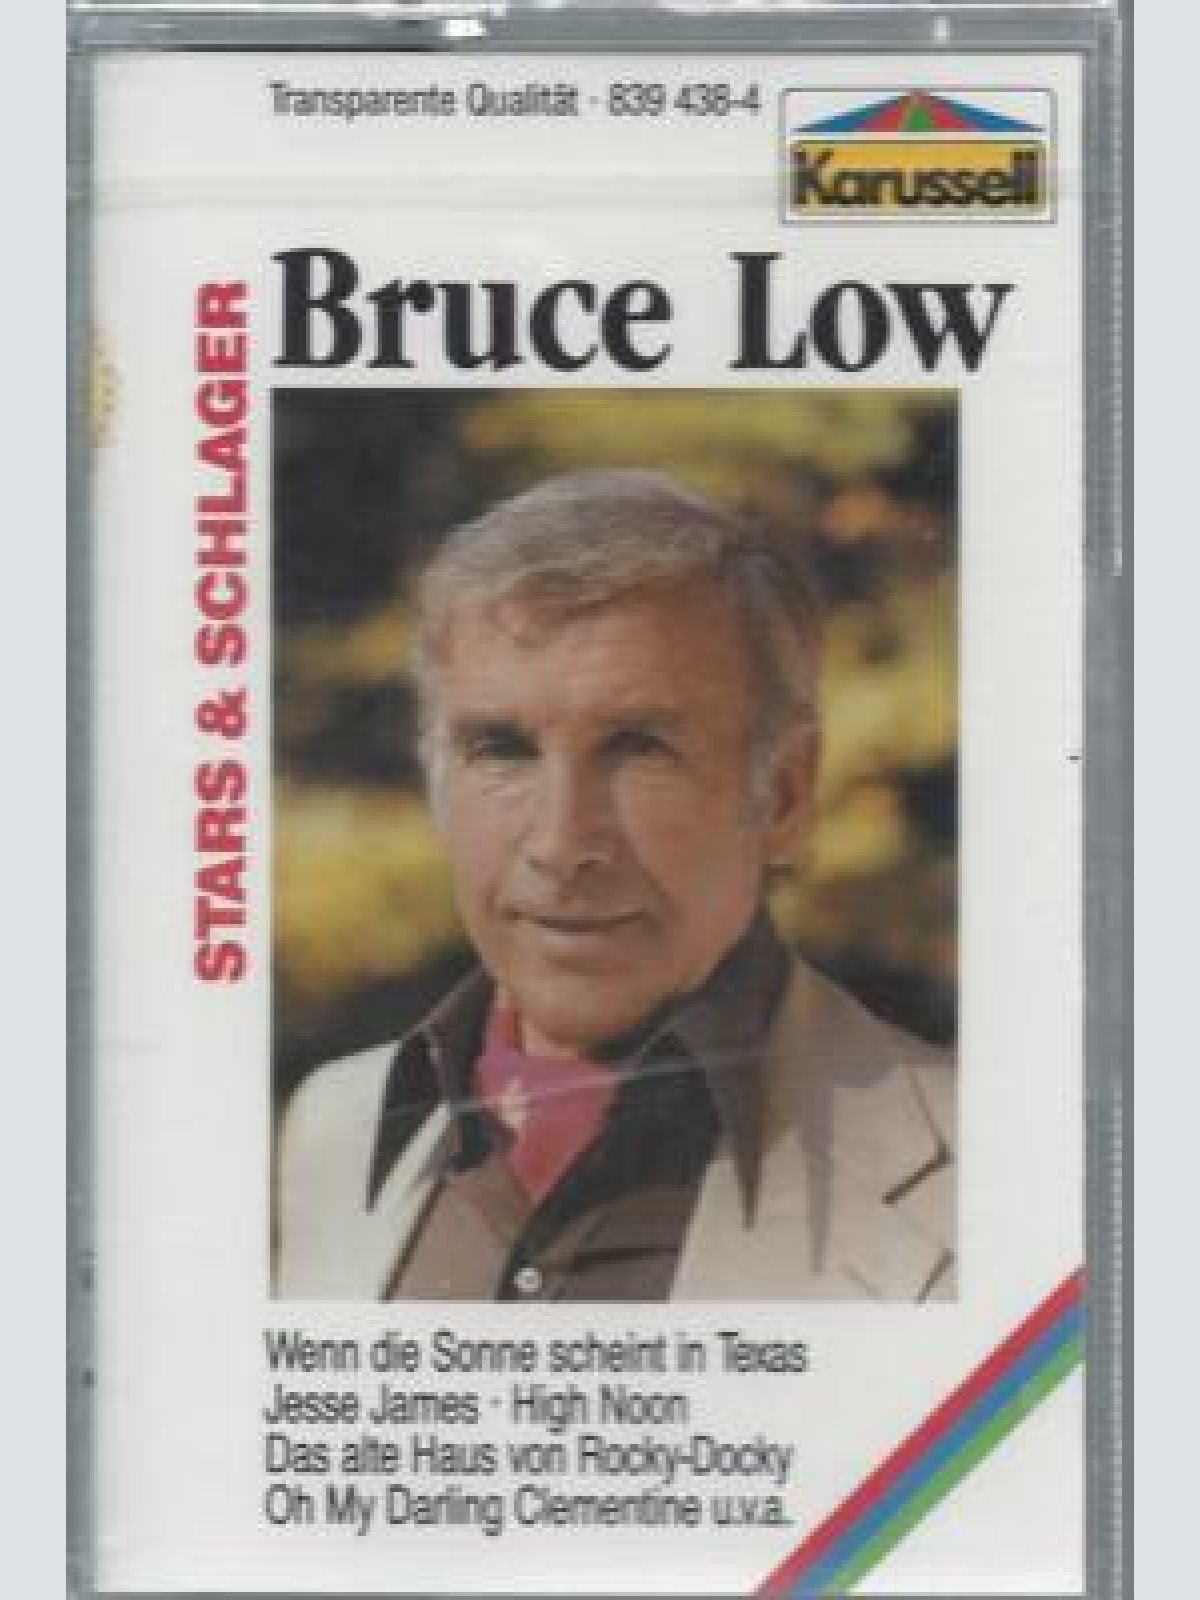 Transparente Qualität · 839 438-4
Karussell
Bruce Low
STARS & SCHLAGER
Wenn die Sonne scheint in Texas
Jesse James · High Noon
Das alte Haus von Rocky-Docky
Oh My Darling Clementine u.v.a.